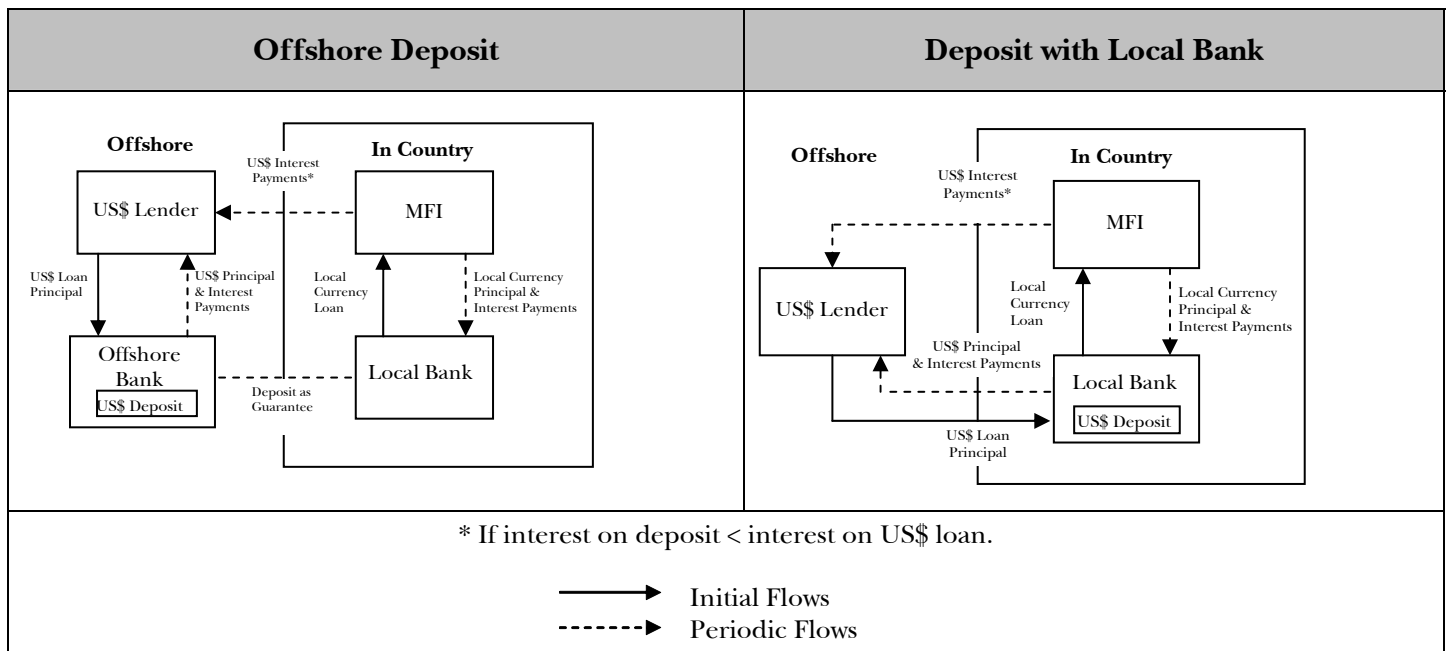 Offshore Deposit
Deposit with Local Bank
Offshore
In Country
US$ Interest
Payments*
US$ Lender
MFI
US$ Loan
Principal
US$ Principal
& Interest
Payments
Local
Currency
Loan
Local Currency
Principal &
Interest Payments
Offshore
Bank
US$ Deposit
Deposit as
Guarantee
Local Bank
Offshore
In Country
US$ Interest
Payments*
MFI
US$ Lender
Local
Currency
Loan
Local Currency
Principal &
Interest Payments
US$ Principal
& Interest Payments
Local Bank
US$ Deposit
US$ Loan
Principal
* If interest on deposit < interest on US$ loan.
Initial Flows
Periodic Flows